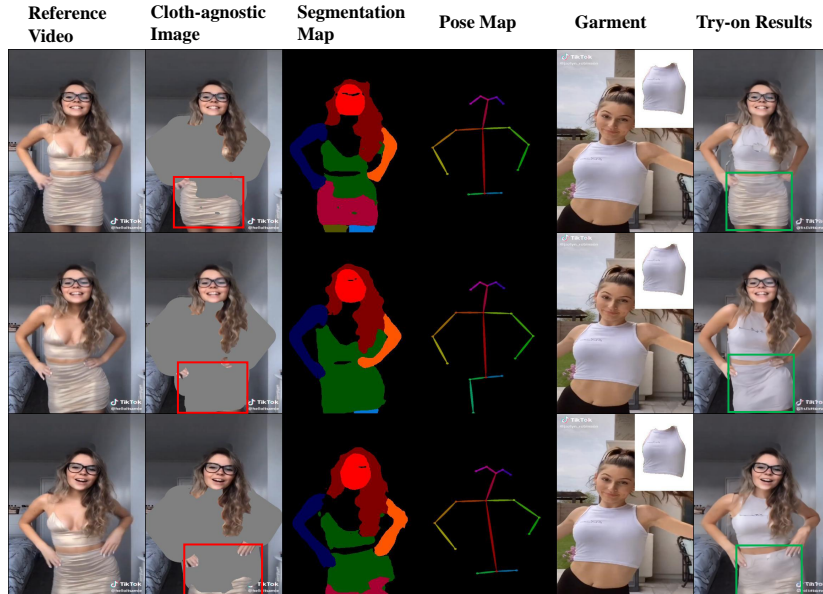 Reference Video
Cloth-agnostic Image
Segmentation Map
Pose Map
Garment
Try-on Results
TikTok
TikTok
TikTok
TikTok
TikTok
TikTok
TikTok
TikTok
TikTok
TikTok
TikTok
TikTok